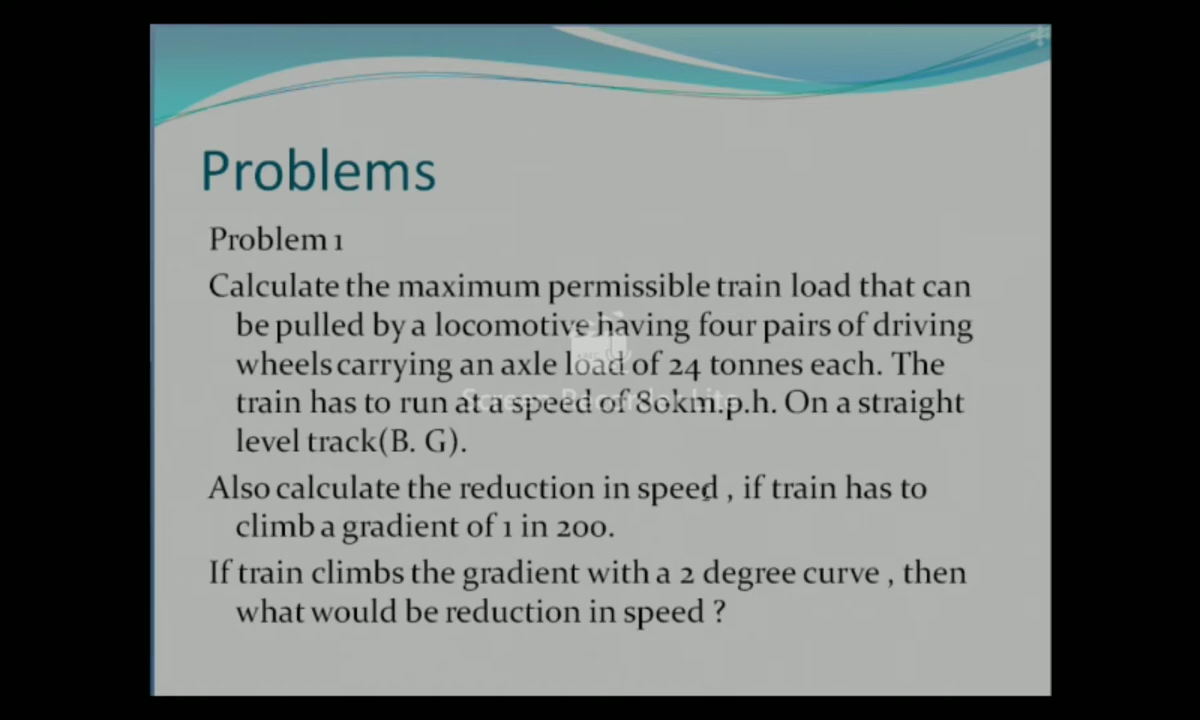 Problems
Problem 1
Calculate the maximum permissible train load that can
be pulled by a locomotive having four pairs of driving
wheels carrying an axle load of 24 tonnes each. The
train has to run at a speed of 80km.p.h. On a straight
level track(B. G).
Also calculate the reduction in speed , if train has to
climb a gradient of 1 in 200.
If train climbs the gradient with a 2 degree curve , then
what would be reduction in speed ?